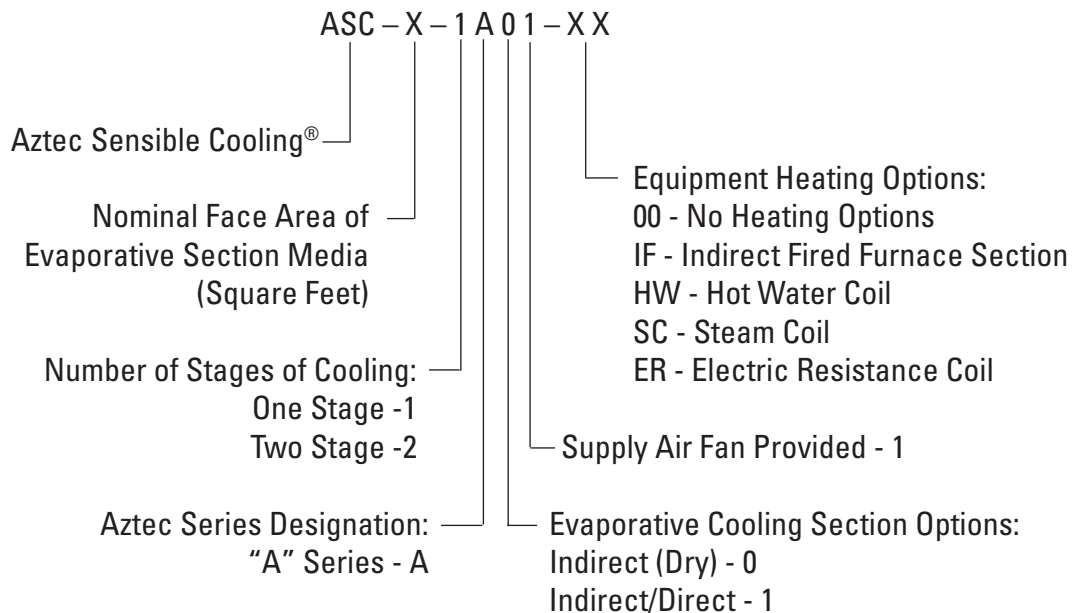 ASC – X – 1 A 0 1 – X X
Aztec Sensible Cooling®
Nominal Face Area of
Evaporative Section Media
(Square Feet)
Number of Stages of Cooling:
One Stage -1
Two Stage -2
Aztec Series Designation:
“A” Series - A
Equipment Heating Options:
00 - No Heating Options
IF - Indirect Fired Furnace Section
HW - Hot Water Coil
SC - Steam Coil
ER - Electric Resistance Coil
Supply Air Fan Provided - 1
Evaporative Cooling Section Options:
Indirect (Dry) - 0
Indirect/Direct - 1